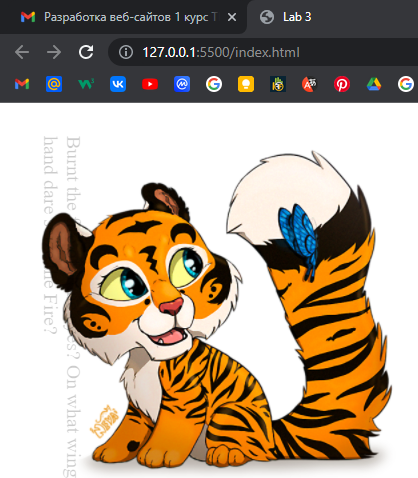 Разработка веб-сайтов 1 курс Т
Lab 3
127.0.0.1:5500/index.html
Burnt the? On what wing
hand dare Fire?